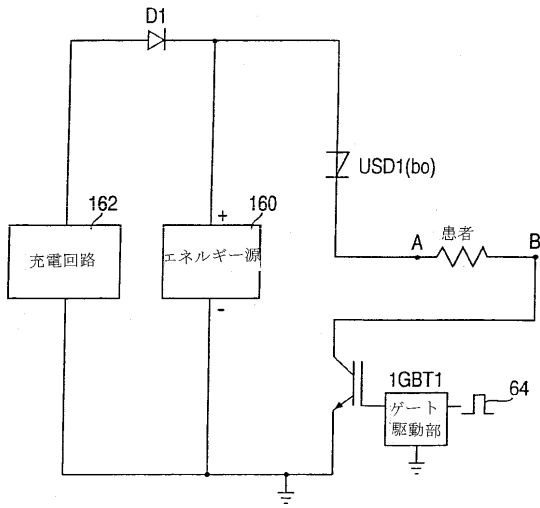 D1
USD1(bo)
162
160
+
充電回路
エネルギー源
-
A
患者
B
1GBT1
ゲート
駆動部
64